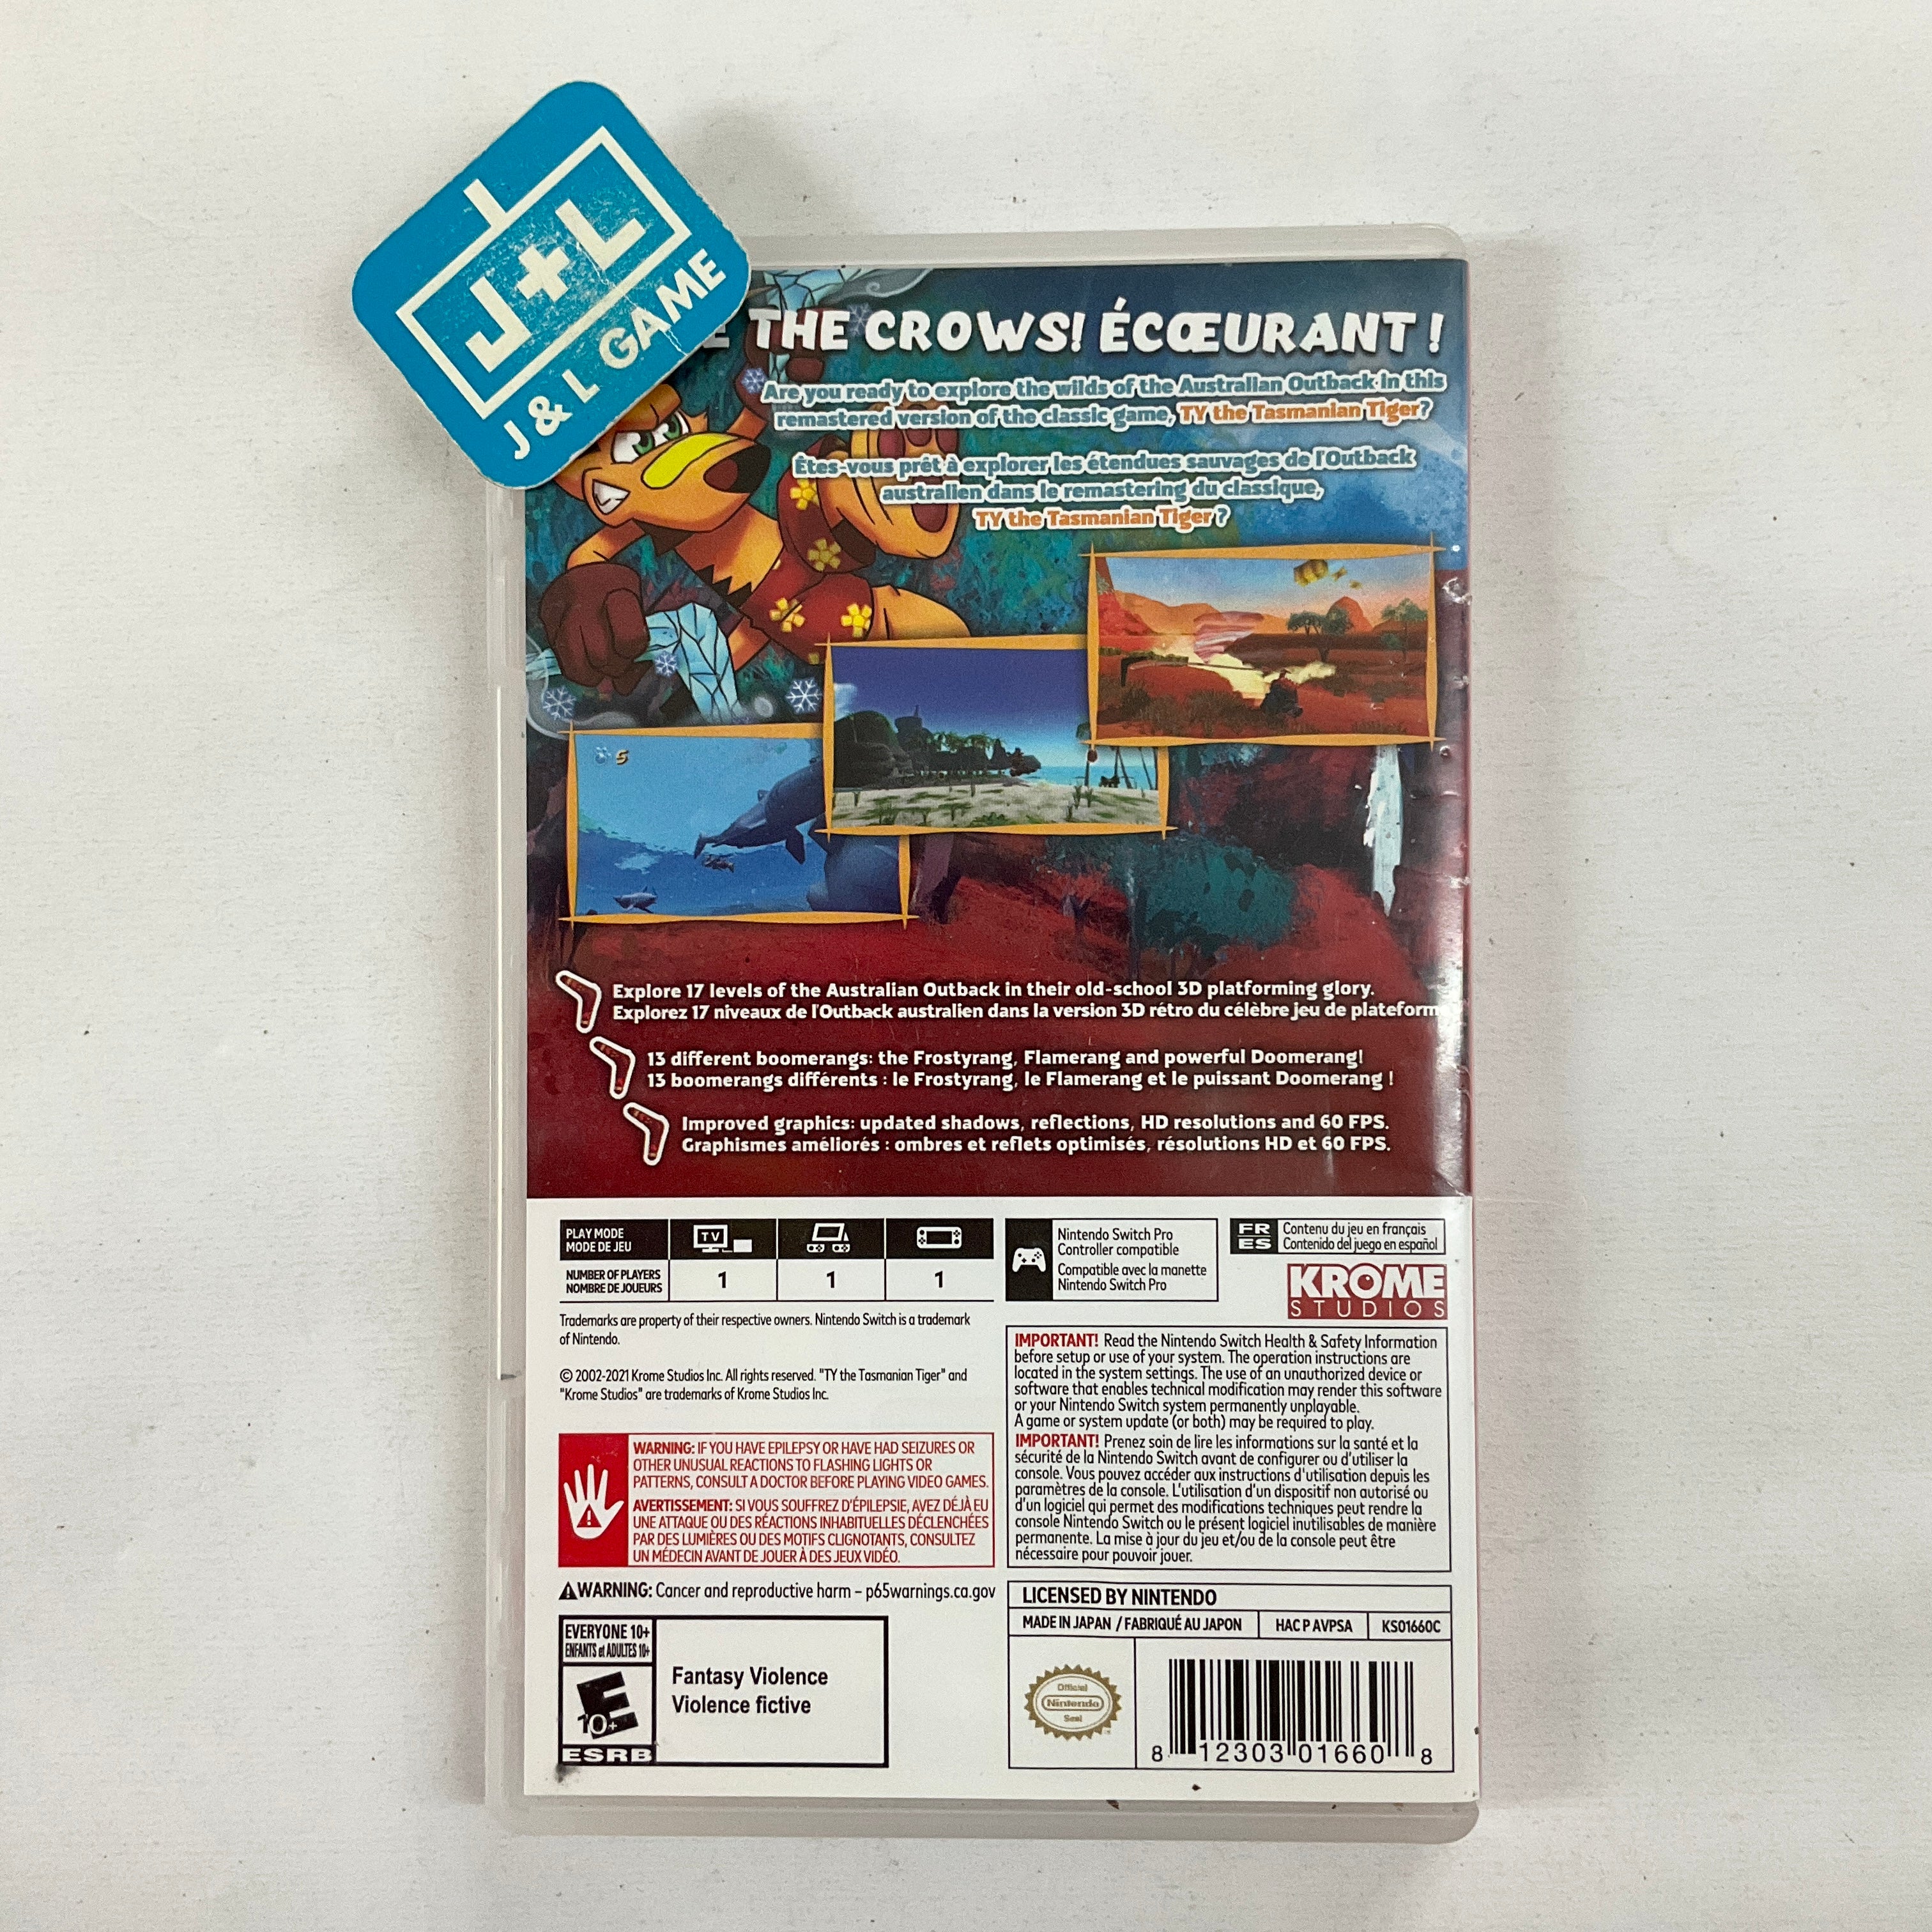 J+L
J & L GAME
THE CROWS! ÉCŒURANT !
Are you ready to explore the wilds of the Australian Outback in this
remastered version of the classic game, TY the Tasmanian Tiger?
Êtes-vous prêt à explorer les étendues sauvages de l'Outback
australien dans le remastering du classique,
TY the Tasmanian Tiger ?
5
Explore 17 levels of the Australian Outback in their old-school 3D platforming glory.
Explorez 17 niveaux de l'Outback australien dans la version 3D rétro du célèbre jeu de plateform
13 different boomerangs: the Frostyrang, Flamerang and powerful Doomerang!
13 boomerangs différents : le Frostyrang, le Flamerang et le puissant Doomerang !
Improved graphics: updated shadows, reflections, HD resolutions and 60 FPS.
Graphismes améliorés : ombres et reflets optimisés, résolutions HD et 60 FPS.
PLAY MODE
MODE DE JEU
TV
NUMBER OF PLAYERS
NOMBRE DE JOUEURS
1 1 1
Nintendo Switch Pro
Controller compatible
Compatible avec la manette
Nintendo Switch Pro
FR Contenu du jeu en français
ES Contenido del juego en español
KROME
STUDIOS
Trademarks are property of their respective owners. Nintendo Switch is a trademark
of Nintendo.
© 2002-2021 Krome Studios Inc. All rights reserved. "TY the Tasmanian Tiger" and
"Krome Studios" are trademarks of Krome Studios Inc.
WARNING: IF YOU HAVE EPILEPSY OR HAVE HAD SEIZURES OR
OTHER UNUSUAL REACTIONS TO FLASHING LIGHTS OR
PATTERNS, CONSULT A DOCTOR BEFORE PLAYING VIDEO GAMES.
AVERTISSEMENT: SI VOUS SOUFFREZ D'ÉPILEPSIE, AVEZ DÉJÀ EU
UNE ATTAQUE OU DES RÉACTIONS INHABITUELLES DÉCLENCHÉES
PAR DES LUMIÈRES OU DES MOTIFS CLIGNOTANTS, CONSULTEZ
UN MÉDECIN AVANT DE JOUER À DES JEUX VIDÉO.
WARNING: Cancer and reproductive harm – p65warnings.ca.gov
IMPORTANT! Read the Nintendo Switch Health & Safety Information
before setup or use of your system. The operation instructions are
located in the system settings. The use of an unauthorized device or
software that enables technical modification may render this software
or your Nintendo Switch system permanently unplayable.
A game or system update (or both) may be required to play.
IMPORTANT! Prenez soin de lire les informations sur la santé et la
sécurité de la Nintendo Switch avant de configurer ou d'utiliser la
console. Vous pouvez accéder aux instructions d'utilisation depuis les
paramètres de la console. L'utilisation d'un dispositif non autorisé ou
d'un logiciel qui permet des modifications techniques peut rendre la
console Nintendo Switch ou le présent logiciel inutilisables de manière
permanente. La mise à jour du jeu et/ou de la console peut être
nécessaire pour pouvoir jouer.
EVERYONE 10+
ENFANTS et ADULTES 10+
E
10+
ESRB
Fantasy Violence
Violence fictive
LICENSED BY NINTENDO
MADE IN JAPAN / FABRIQUÉ AU JAPON HAC P AVPSA KS01660C
Official
Nintendo
Seal
8 12303 01660 8